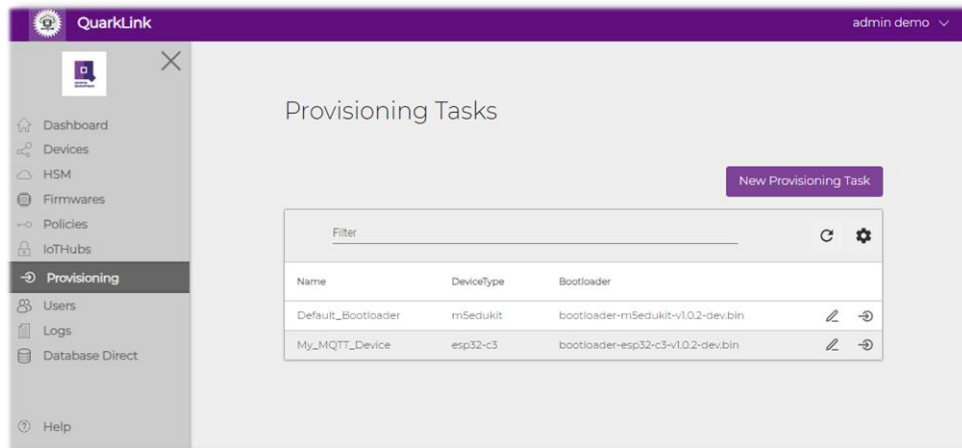 QuarkLink
admin demo
Dashboard
Devices
HSM
Firmwares
Policies
IoTHubs
Provisioning
Users
Logs
Database Direct
Help
Provisioning Tasks
New Provisioning Task
Filter
Name DeviceType Bootloader
Default_Bootloader m5edukit bootloader-m5edukit-v1.0.2-dev.bin
My_MQTT_Device esp32-c3 bootloader-esp32-c3-v1.0.2-dev.bin